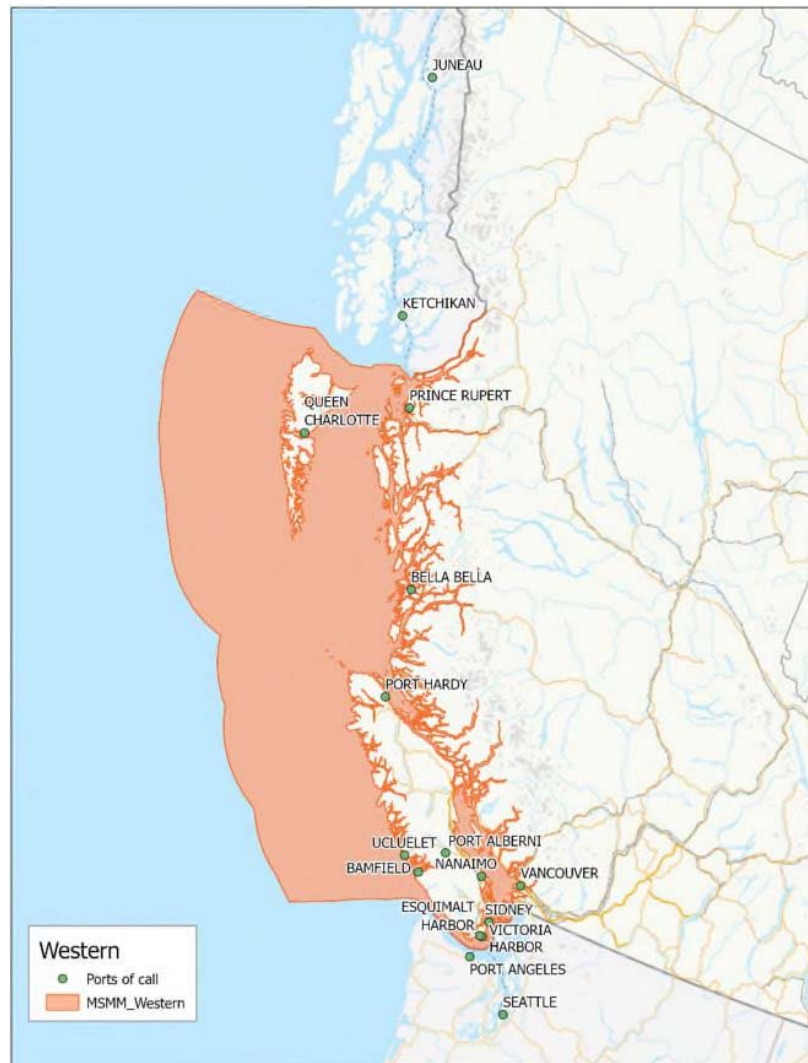 JUNEAU
KETCHIKAN
PRINCE RUPERT
QUEEN
CHARLOTTE
BELLA BELLA
PORT HARDY
UCLUELET
PORT ALBERNI
BAMFIELD
NANAIMO
VANCOUVER
ESQUIMALT
HARBOR
SIDNEY
VICTORIA
HARBOR
PORT ANGELES
SEATTLE
Western
Ports of call
MSMM_Western